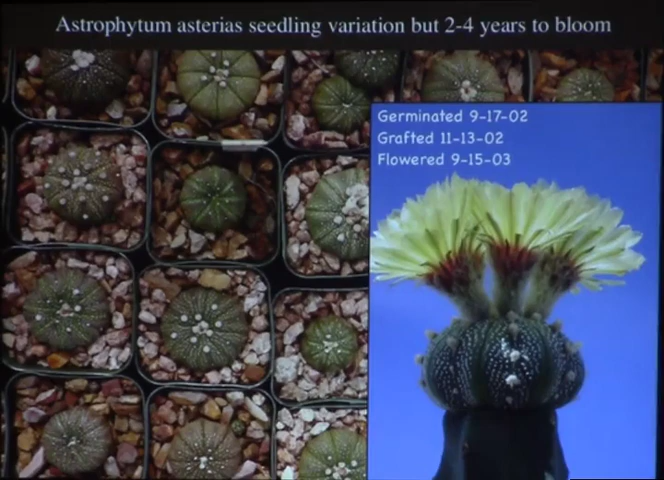 Astrophytum asterias seedling variation but 2-4 years to bloom
Germinated 9-17-02
Grafted 11-13-02
Flowered 9-15-03